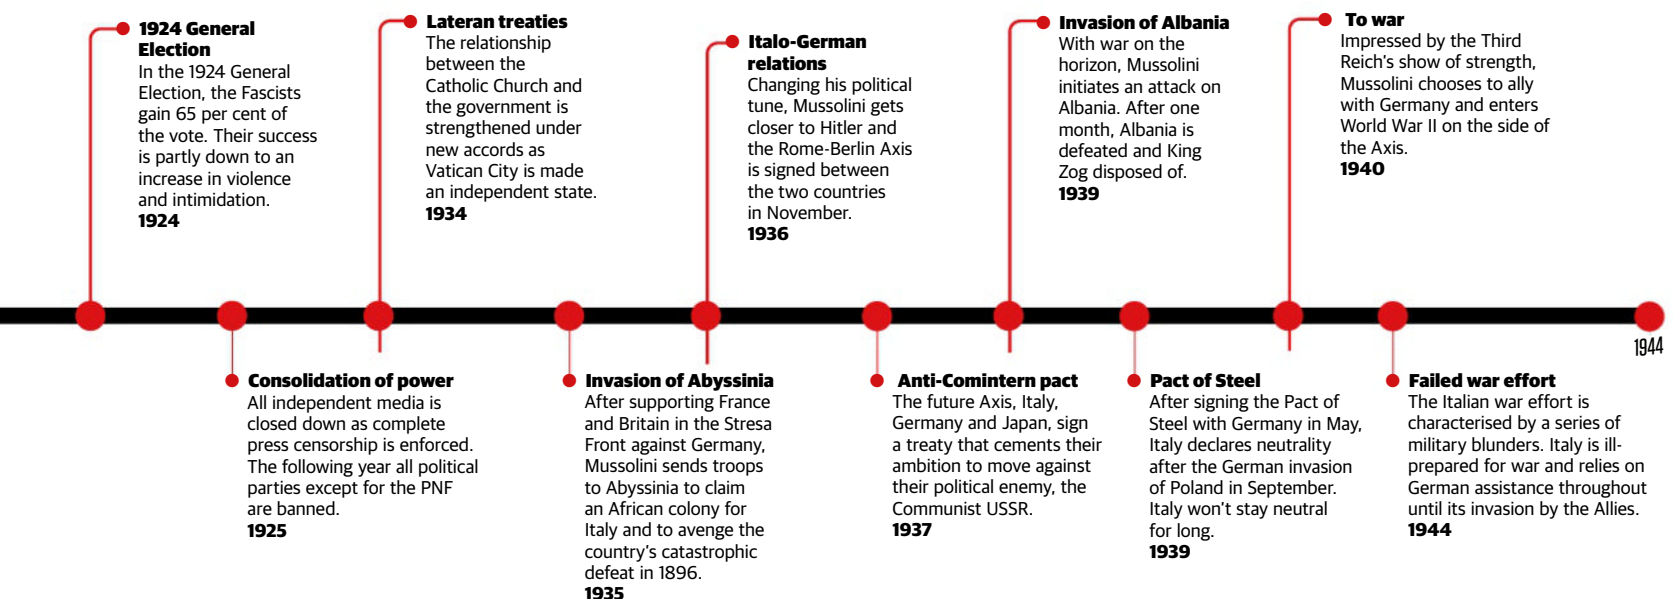 1924 General
Election
In the 1924 General
Election, the Fascists
gain 65 per cent of
the vote. Their success
is partly down to an
increase in violence
and intimidation.
1924
Lateran treaties
The relationship
between the
Catholic Church and
the government is
strengthened under
new accords as
Vatican City is made
an independent state.
1934
Italo-German
relations
Changing his political
tune, Mussolini gets
closer to Hitler and
the Rome-Berlin Axis
is signed between
the two countries
in November.
1936
Invasion of Albania
With war on the
horizon, Mussolini
initiates an attack on
Albania. After one
month, Albania is
defeated and King
Zog disposed of.
1939
To war
Impressed by the Third
Reich's show of strength,
Mussolini chooses to ally
with Germany and enters
World War II on the side of
the Axis.
1940
1944
Consolidation of power
All independent media is
closed down as complete
press censorship is enforced.
The following year all political
parties except for the PNF
are banned.
1925
Invasion of Abyssinia
After supporting France
and Britain in the Stresa
Front against Germany,
Mussolini sends troops
to Abyssinia to claim
an African colony for
Italy and to avenge the
country's catastrophic
defeat in 1896.
1935
Anti-Comintern pact
The future Axis, Italy,
Germany and Japan, sign
a treaty that cements their
ambition to move against
their political enemy, the
Communist USSR.
1937
Pact of Steel
After signing the Pact of
Steel with Germany in May,
Italy declares neutrality
after the German invasion
of Poland in September.
Italy won't stay neutral
for long.
1939
Failed war effort
The Italian war effort is
characterised by a series of
military blunders. Italy is ill-
prepared for war and relies on
German assistance throughout
until its invasion by the Allies.
1944